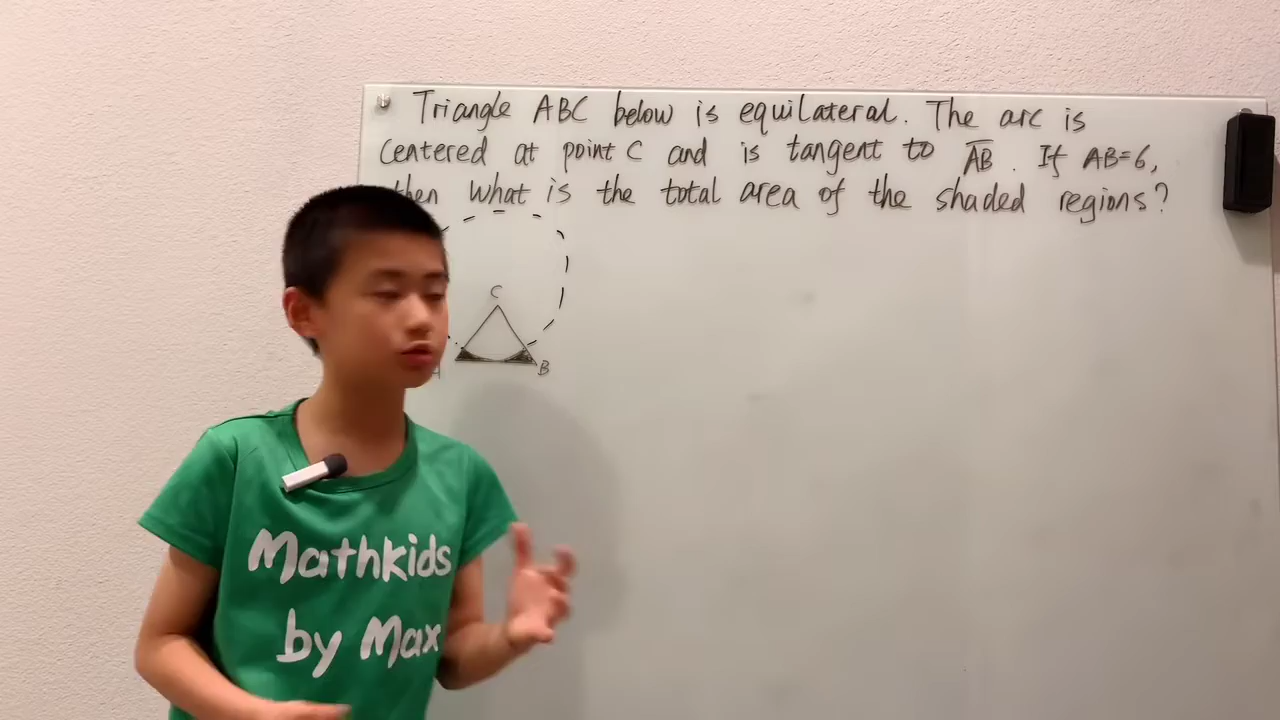 Triangle ABC below is equilateral. The arc is
centered at point C and is tangent to AB. If AB=6,
then what is the total area of the shaded regions?
C
B
Mathkids
by Max